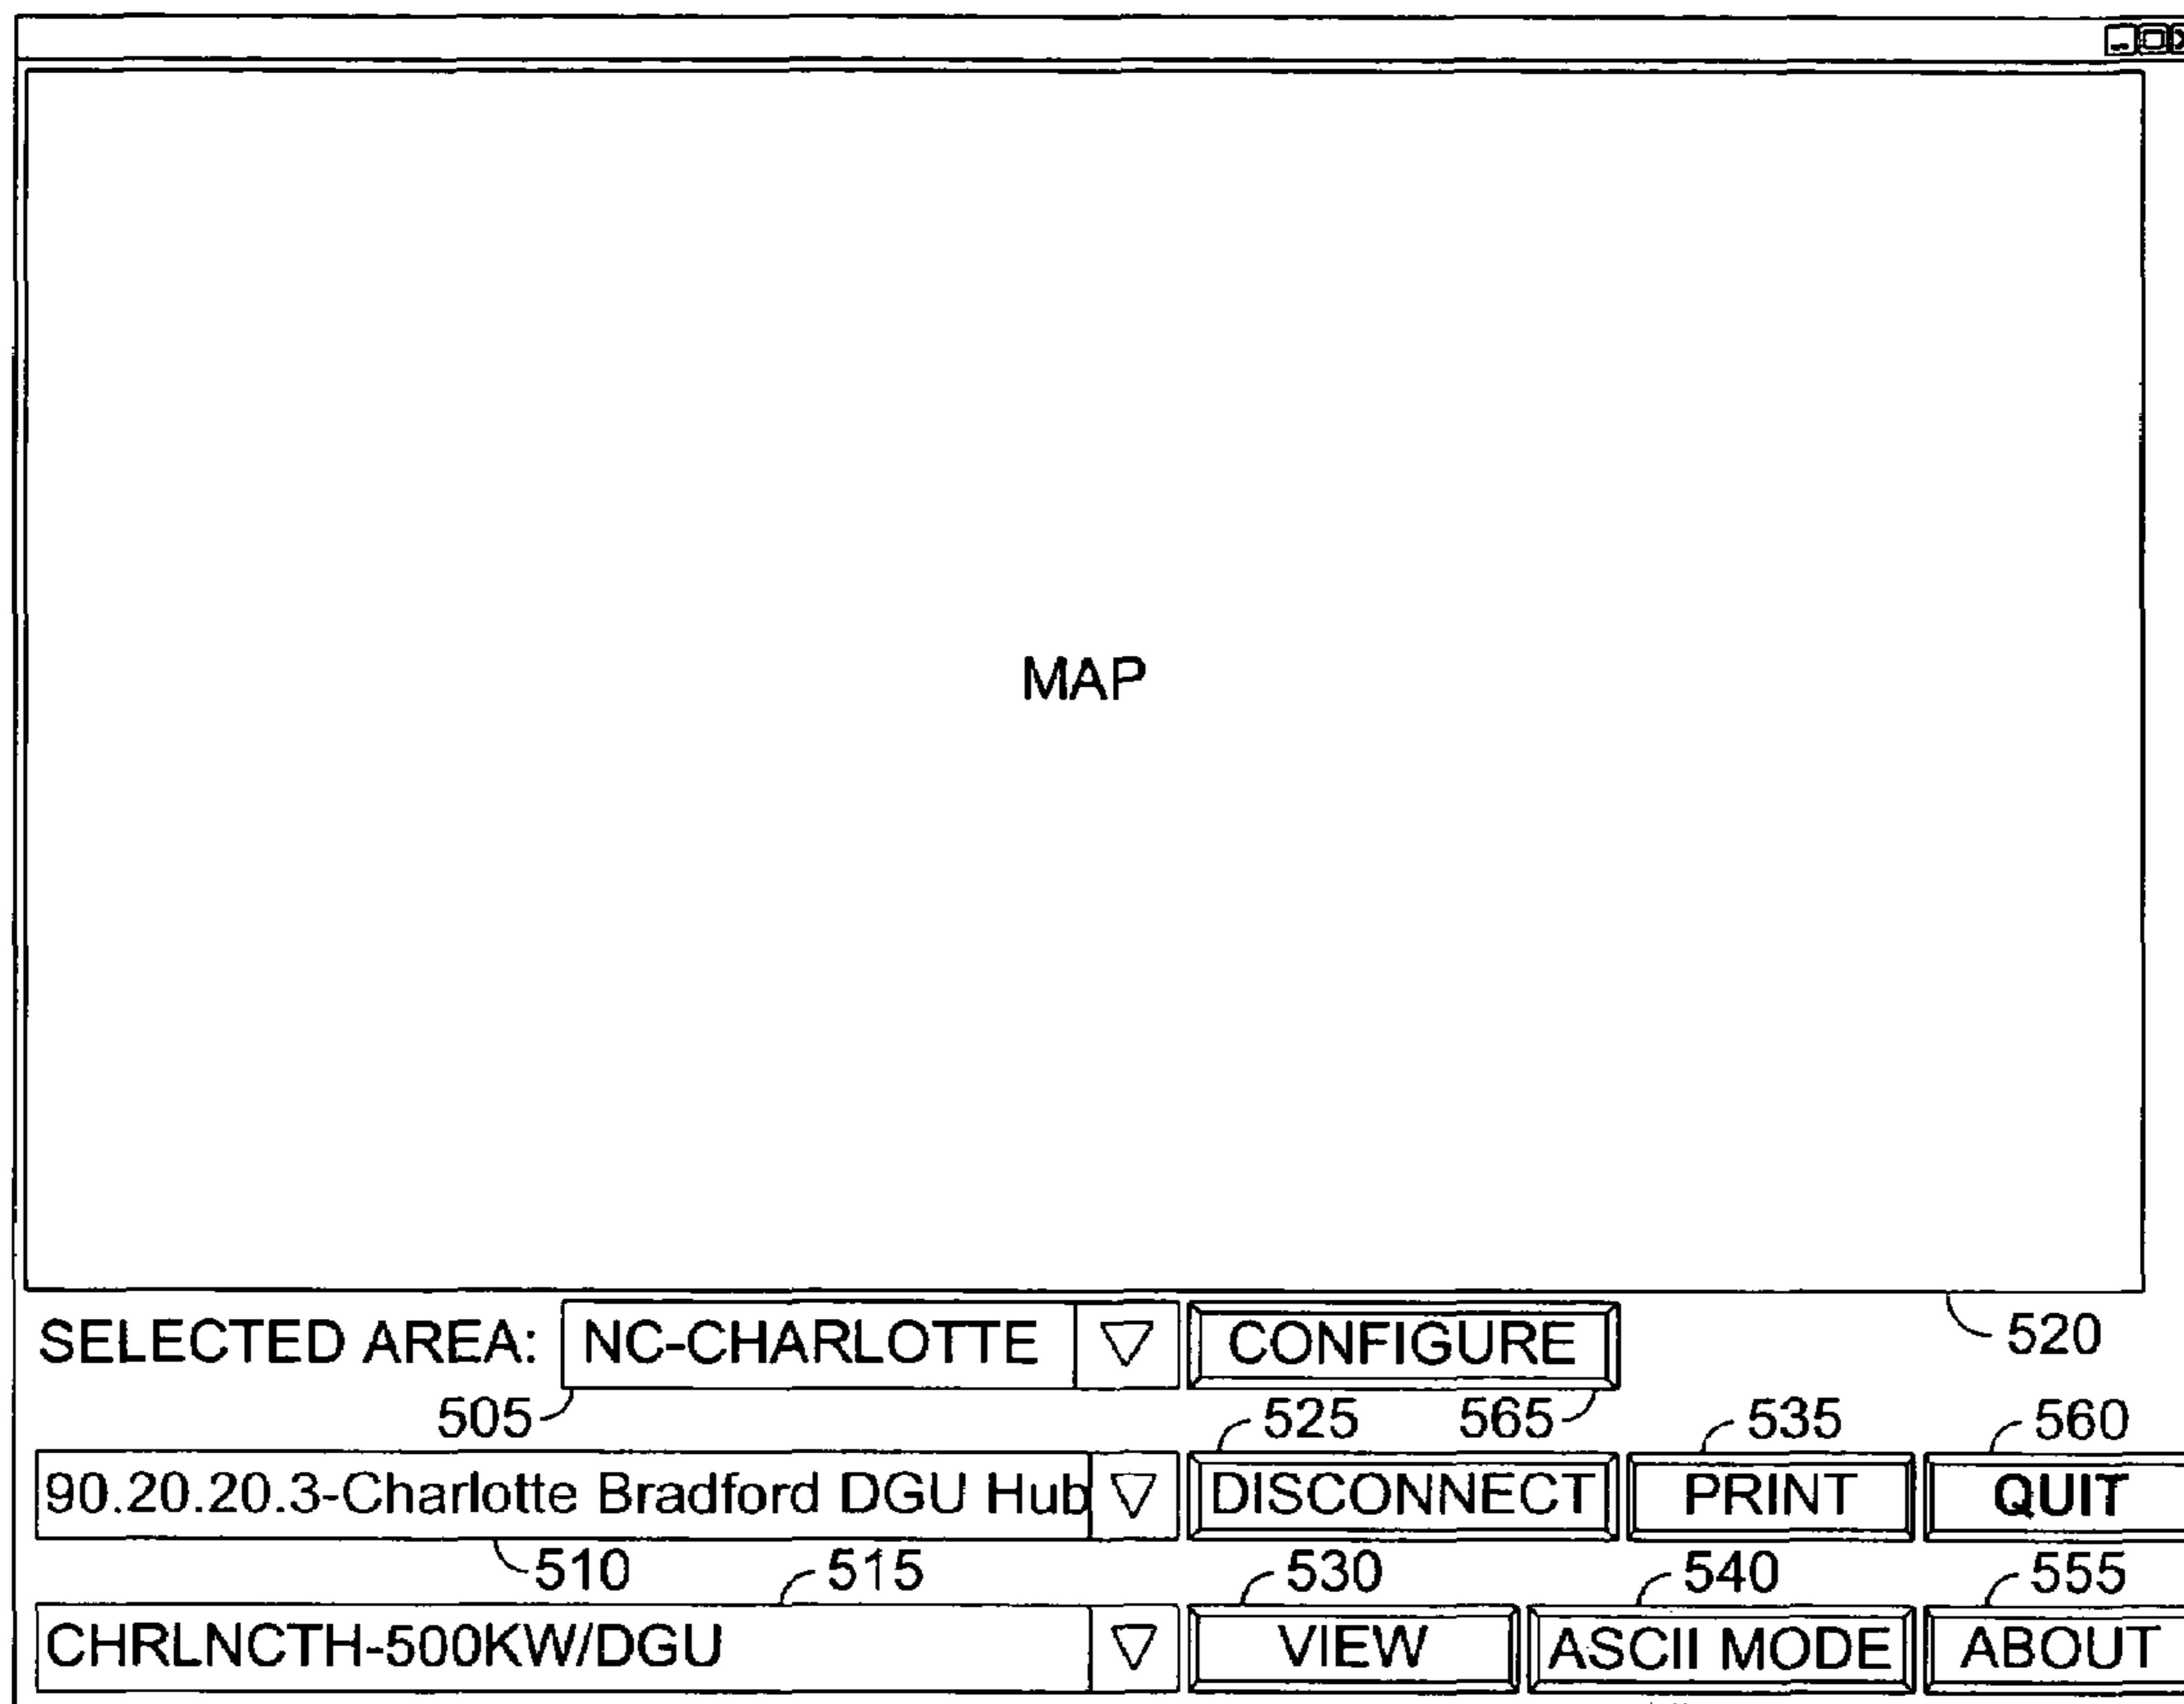 MAP
SELECTED AREA: NC-CHARLOTTE CONFIGURE 520
505 525 565 535 560
90.20.20.3-Charlotte Bradford DGU Hub DISCONNECT PRINT QUIT
510 515 530 540 555
CHRLNCTH-500KW/DGU VIEW ASCII MODE ABOUT